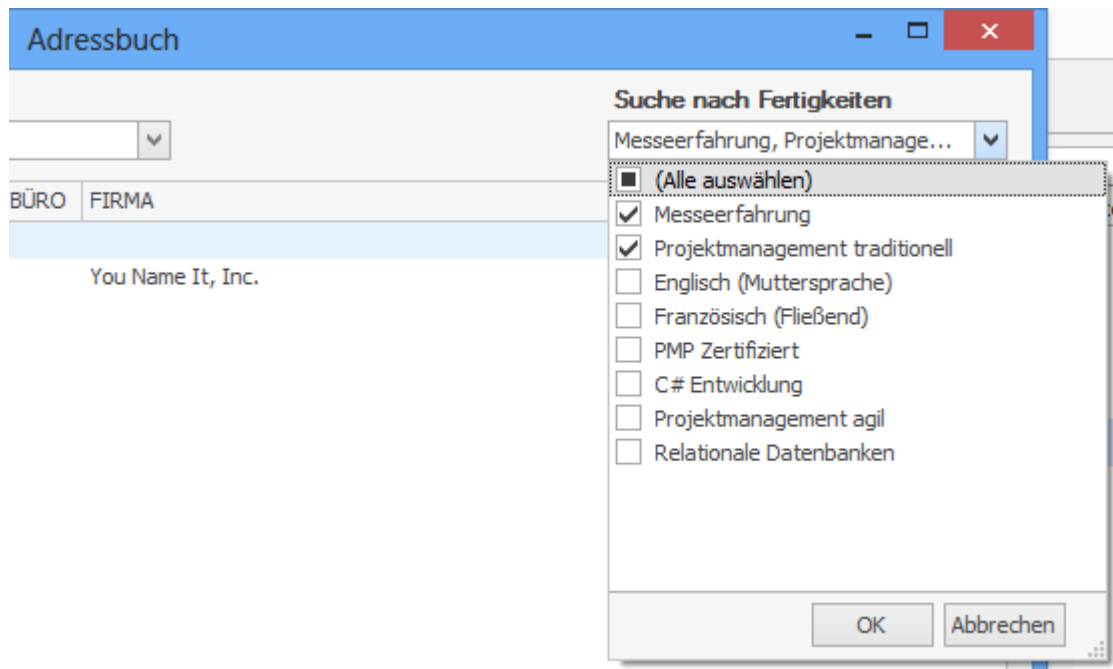 Adressbuch
Suche nach Fertigkeiten
Messeerfahrung, Projektmanage...
(Alle auswählen)
BÜRO FIRMA
Messeerfahrung
Projektmanagement traditionell
You Name It, Inc.
Englisch (Muttersprache)
Französisch (Fließend)
PMP Zertifiziert
C# Entwicklung
Projektmanagement agil
Relationale Datenbanken
OK Abbrechen